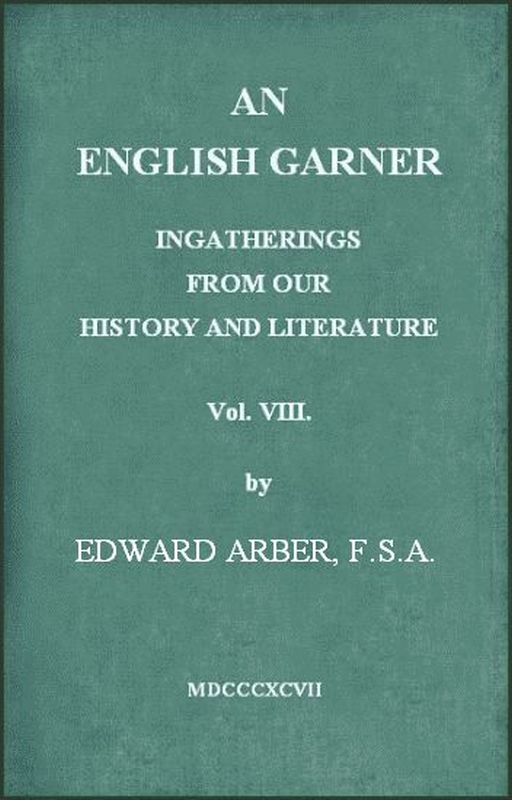 AN
ENGLISH GARNER
INGATHERINGS
FROM OUR
HISTORY AND LITERATURE
Vol. VIII.
by
EDWARD ARBER, F.S.A.
MDCCCXCVII